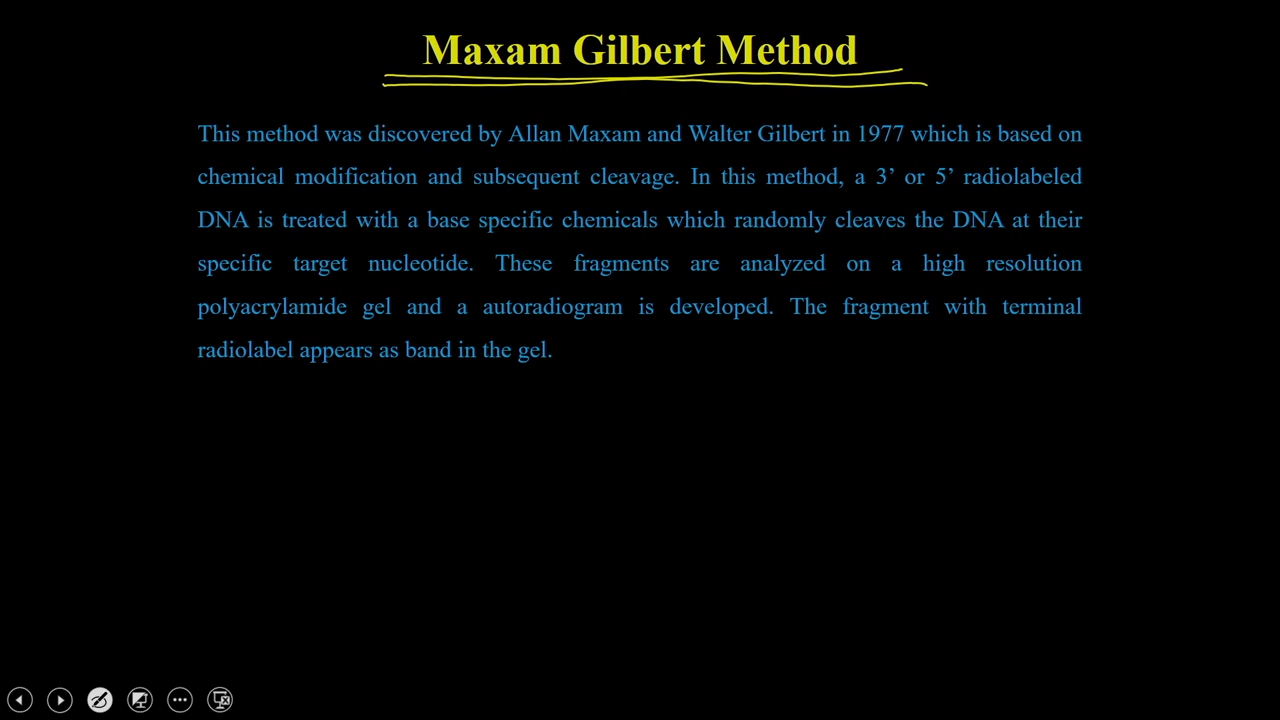 Maxam Gilbert Method
This method was discovered by Allan Maxam and Walter Gilbert in 1977 which is based on
chemical modification and subsequent cleavage. In this method, a 3’ or 5’ radiolabeled
DNA is treated with a base specific chemicals which randomly cleaves the DNA at their
specific target nucleotide. These fragments are analyzed on a high resolution
polyacrylamide gel and a autoradiogram is developed. The fragment with terminal
radiolabel appears as band in the gel.